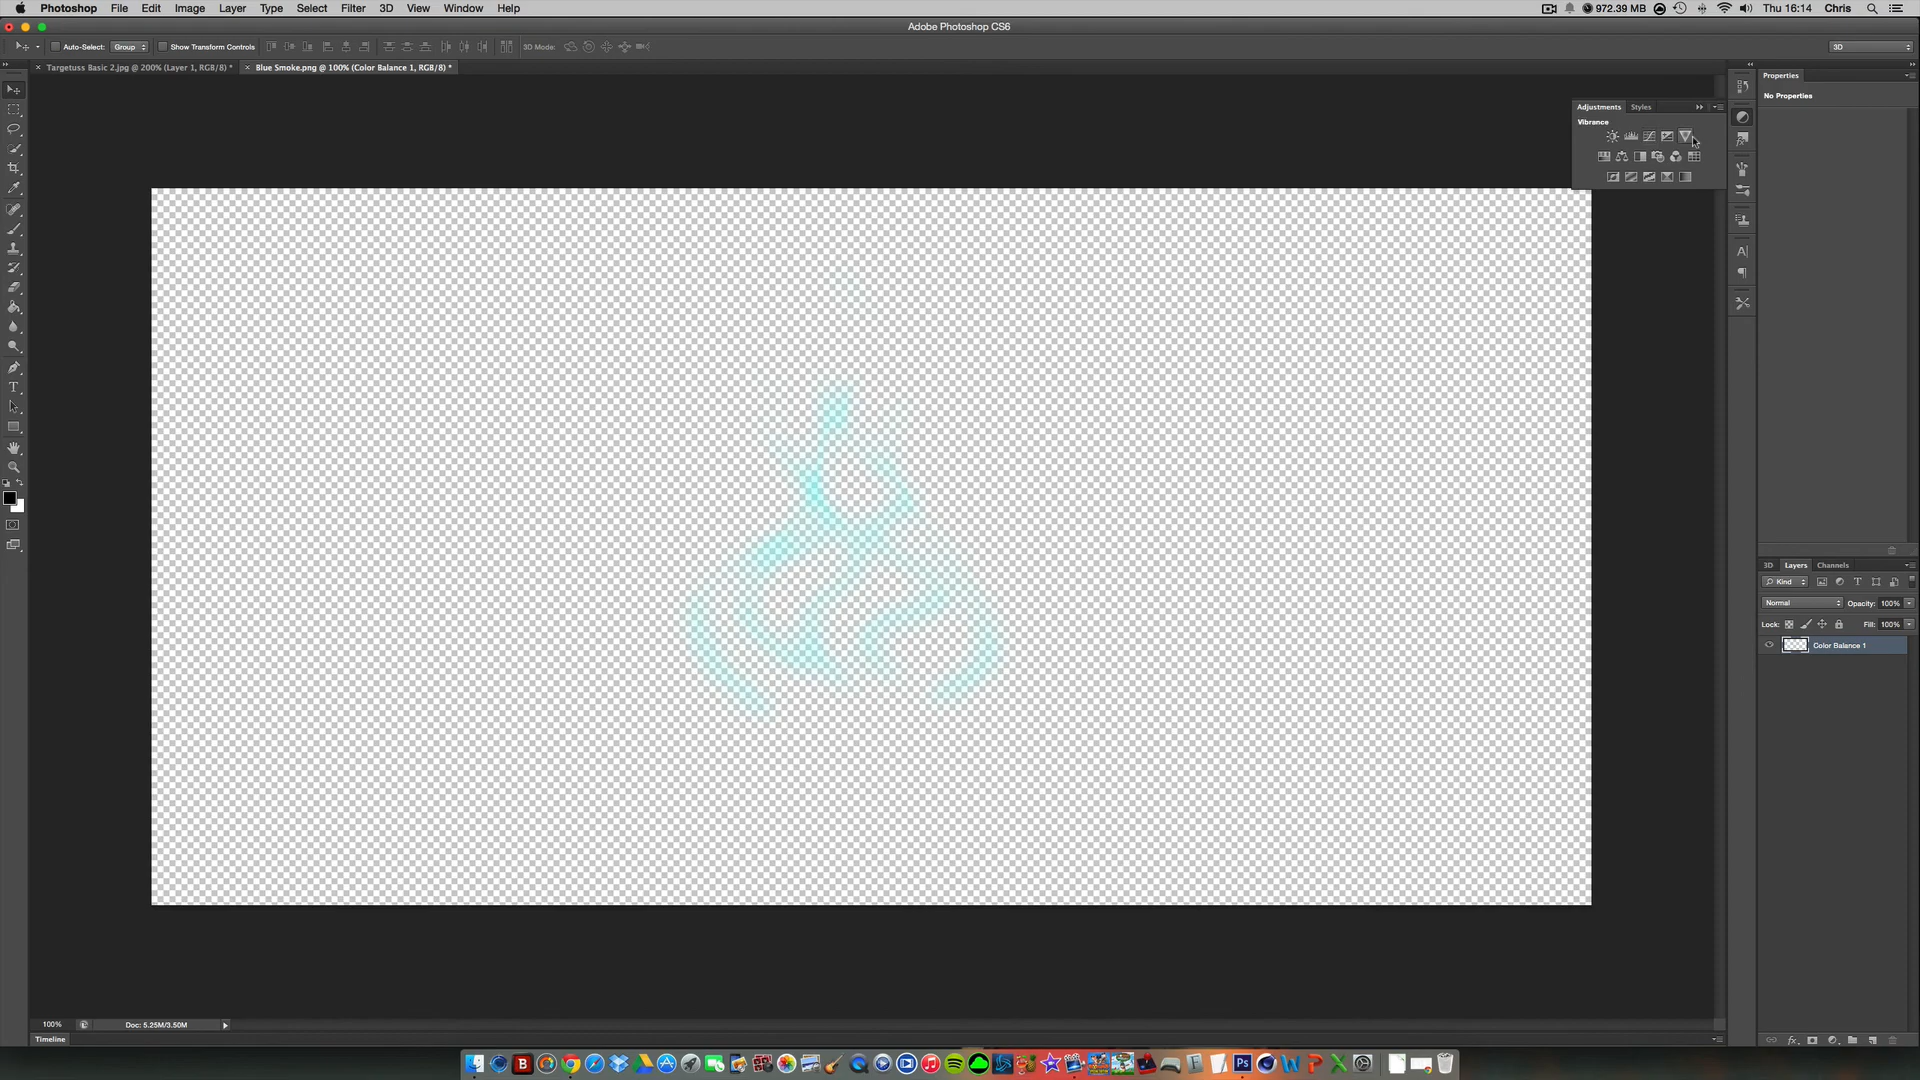 Photoshop File Edit Image Layer Type Select Filter 3D View Window Help 972.39 MB Thu 16:14 Chris
Adobe Photoshop CS6
Auto-Select: Group Show Transform Controls 3D Mode: 3D
Targetuss Basic 2.jpg @ 200% (Layer 1, RGB/8) * Blue Smoke.png @ 100% (Color Balance 1, RGB/8) *
Properties
No Properties
Adjustments Styles
Vibrance
3D Layers Channels
Kind
Normal Opacity: 100%
Lock: Fill: 100%
Color Balance 1
100% Doc: 5.25M/3.50M
Timeline